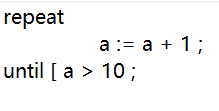 repeat
a := a + 1 ;
until [ a > 10 ;